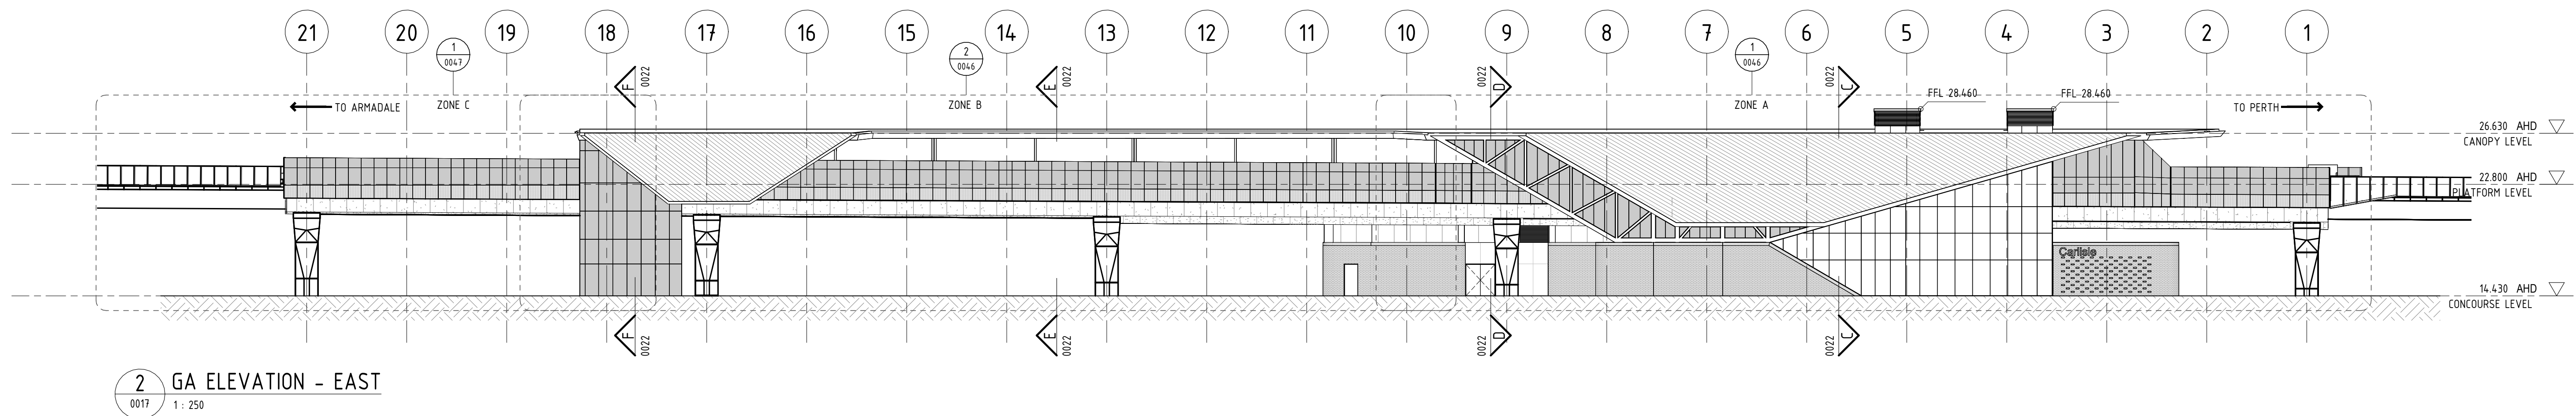 21 20 19 18 17 16 15 14 13 12 11 10 9 8 7 6 5 4 3 2 1
1
0047
2
0046
1
0046
F 0022
E 0022
D 0022
C 0022
TO ARMADALE
ZONE C
ZONE B
ZONE A
FFL 28.460
FFL 28.460
TO PERTH
26.630 AHD
CANOPY LEVEL
22.800 AHD
PLATFORM LEVEL
Carlisle
14.430 AHD
CONCOURSE LEVEL
F 0022
E 0022
D 0022
C 0022
2
0017
GA ELEVATION - EAST
1 : 250